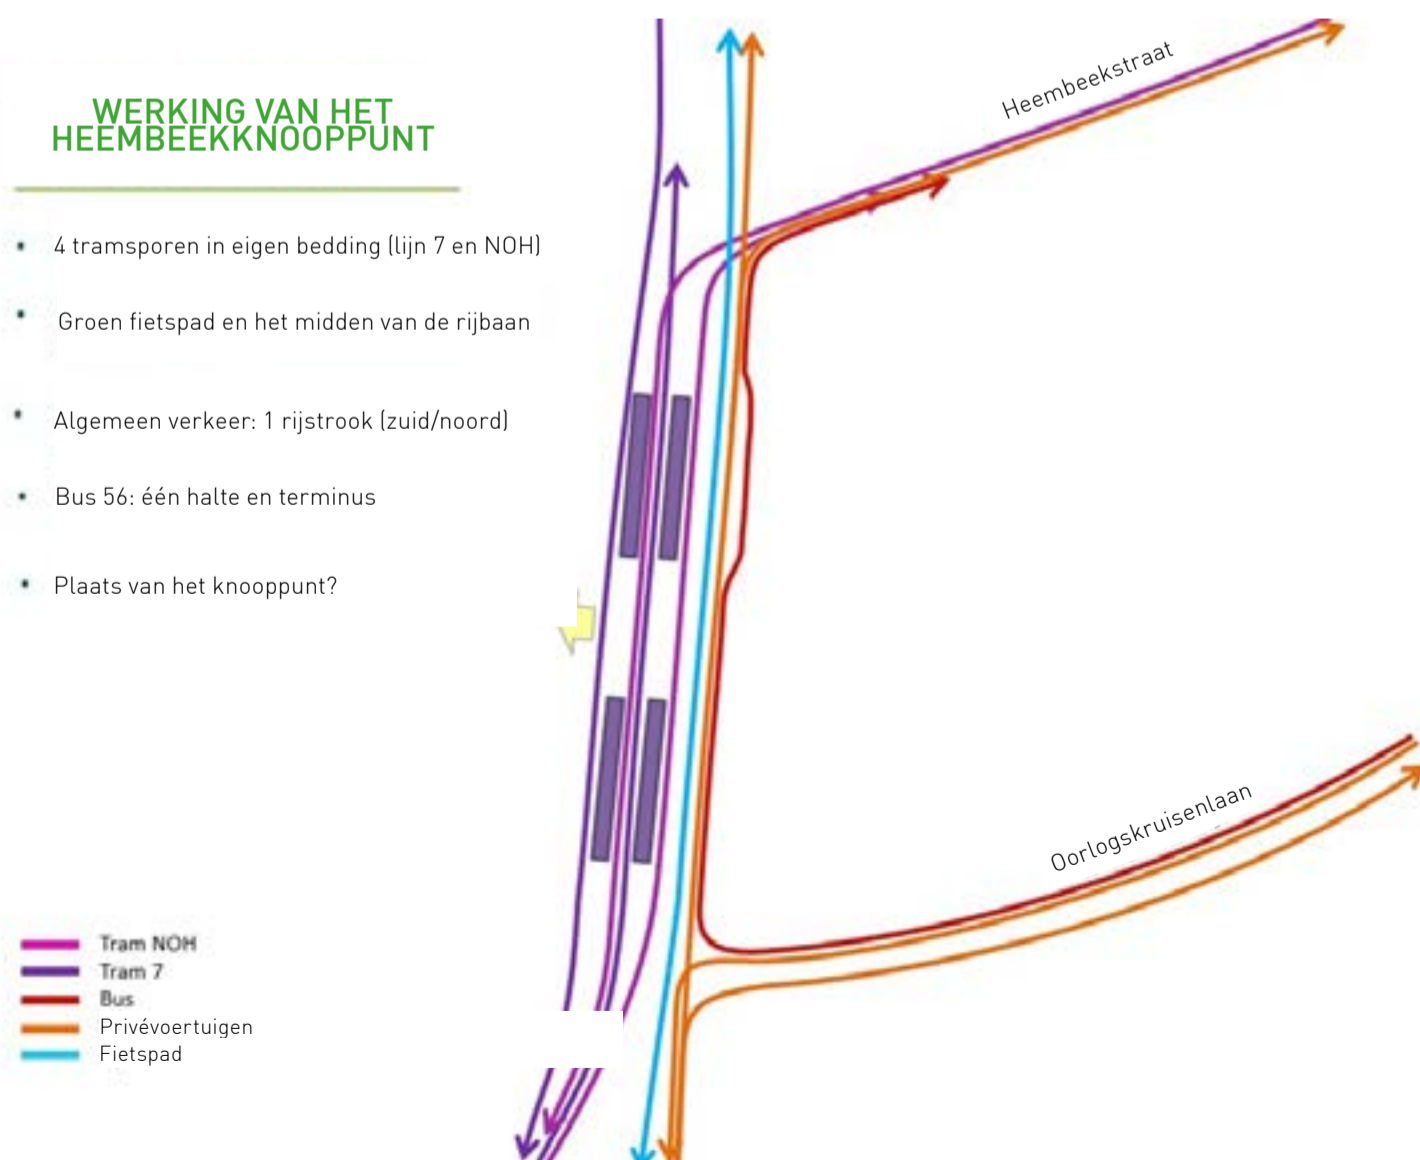 WERKING VAN HET
HEEMBEEKKNOOPPUNT
4 tramsporen in eigen bedding (lijn 7 en NOH)
Groen fietspad en het midden van de rijbaan
Algemeen verkeer: 1 rijstrook (zuid/noord)
Bus 56: één halte en terminus
Plaats van het knooppunt?
Heembeekstraat
Oorlogskruisenlaan
Tram NOH
Tram 7
Bus
Privévoertuigen
Fietspad